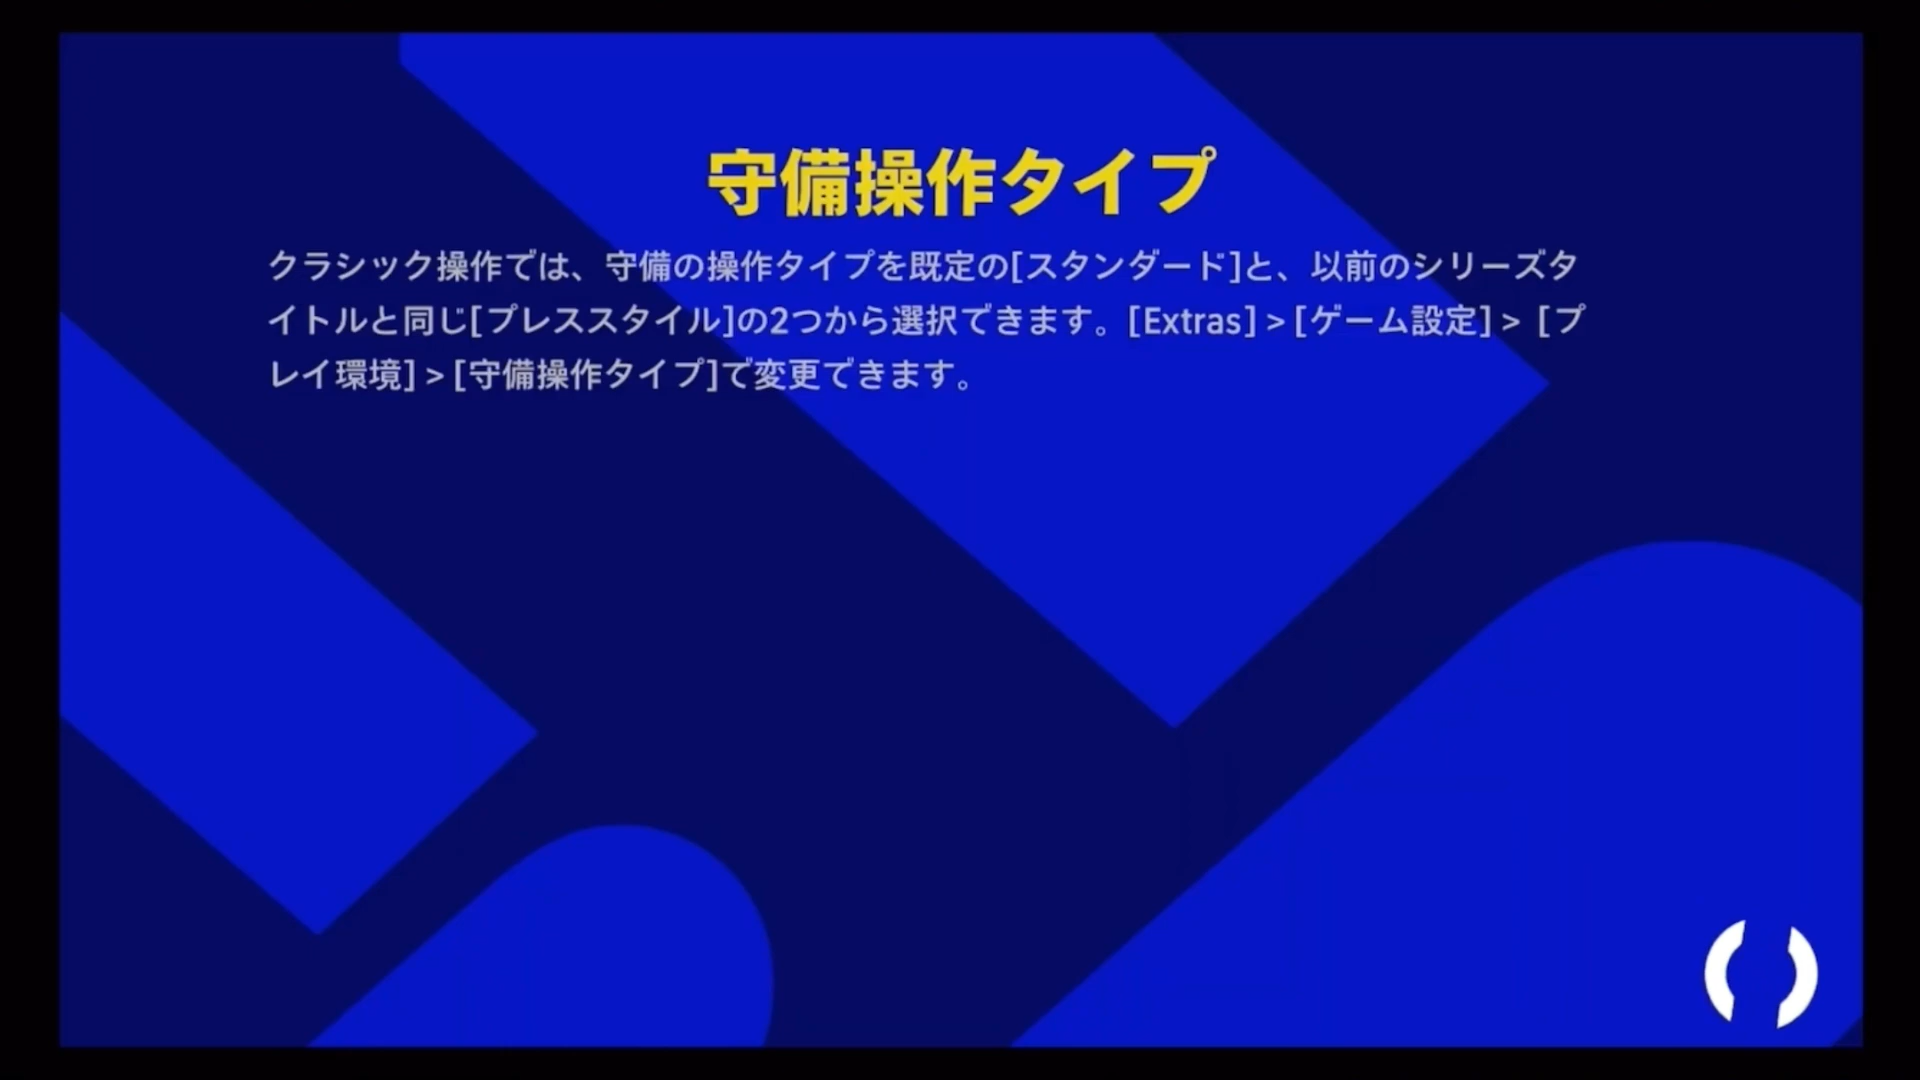 守備操作タイプ
クラシック操作では、守備の操作タイプを既定の[スタンダード]と、以前のシリーズタ
イトルと同じ[プレススタイル]の2つから選択できます。[Extras] > [ゲーム設定] > [プ
レイ環境] > [守備操作タイプ]で変更できます。